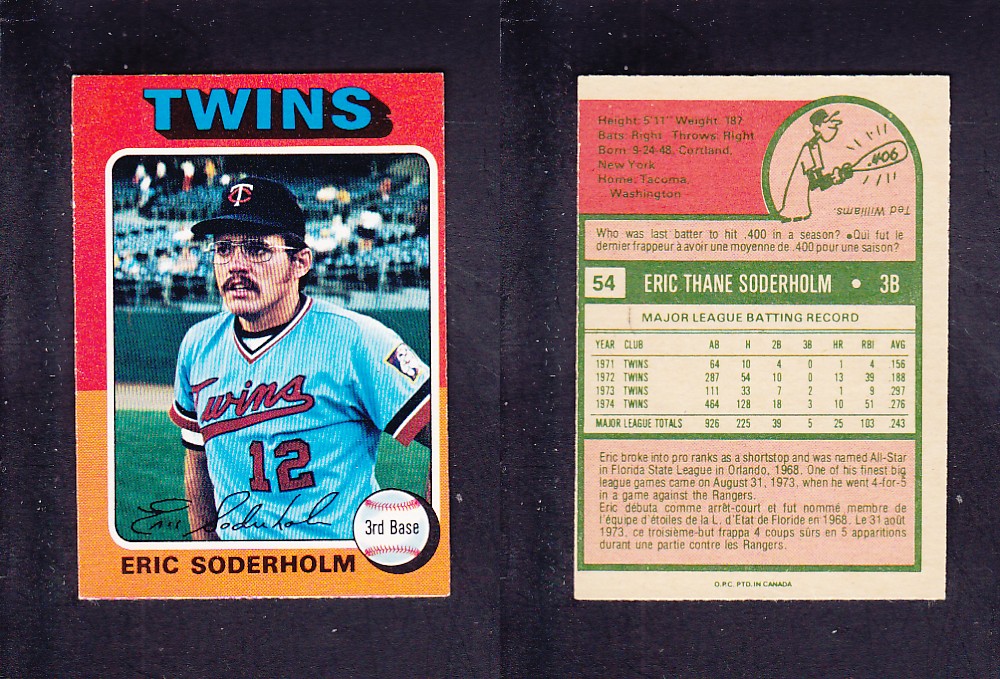 TWINS
TC
Twins
12
Eric Soderholm
3rd Base
ERIC SODERHOLM
Height: 5'11" Weight: 187
Bats: Right Throws: Right
Born: 9-24-48, Cortland,
New York
Home: Tacoma,
Washington
.406
Ted Williams.
Who was last batter to hit .400 in a season? •Qui fut le
dernier frappeur à avoir une moyenne de .400 pour une saison?
54 ERIC THANE SODERHOLM • 3B
MAJOR LEAGUE BATTING RECORD
YEAR CLUB AB H 2B 3B HR RBI AVG
1971 TWINS 64 10 4 0 1 4 .156
1972 TWINS 287 54 10 0 13 39 .188
1973 TWINS 111 33 7 2 1 9 .297
1974 TWINS 464 128 18 3 10 51 .276
MAJOR LEAGUE TOTALS 926 225 39 5 25 103 .243
Eric broke into pro ranks as a shortstop and was named All-Star
in Florida State League in Orlando, 1968. One of his finest big
league games came on August 31, 1973, when he went 4-for-5
in a game against the Rangers.
Eric débuta comme arrêt-court et fut nommé membre de
l'équipe d'étoiles de la L. d'Etat de Floride en 1968. Le 31 août
1973, ce troisième-but frappa 4 coups sûrs en 5 apparitions
durant une partie contre les Rangers.
O.P.C. PTD. IN CANADA